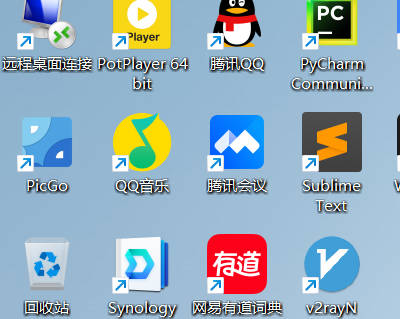 Player
PC
远程桌面连接
PotPlayer 64
bit
腾讯QQ
PyCharm
Communi...
PicGo
QQ音乐
腾讯会议
Sublime
Text
有道
回收站
Synology
网易有道词典
v2rayN